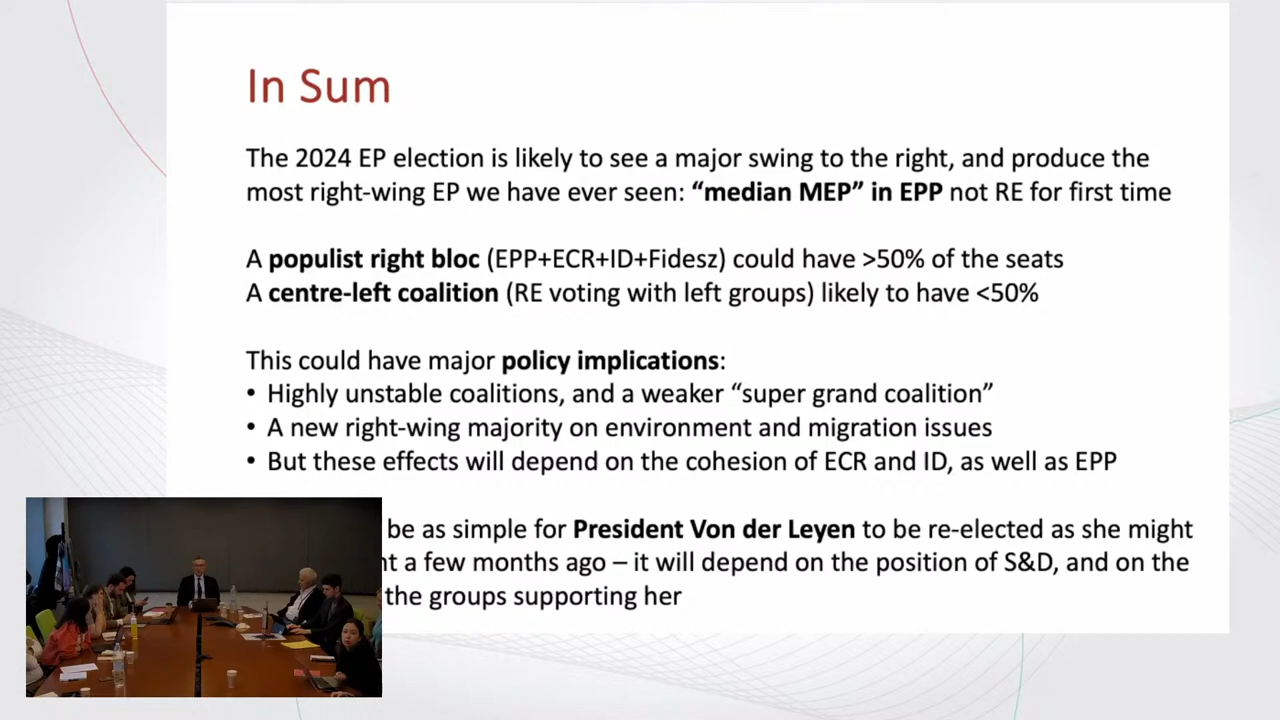 In Sum
The 2024 EP election is likely to see a major swing to the right, and produce the
most right-wing EP we have ever seen: “median MEP” in EPP not RE for first time
A populist right bloc (EPP+ECR+ID+Fidesz) could have >50% of the seats
A centre-left coalition (RE voting with left groups) likely to have <50%
This could have major policy implications:
• Highly unstable coalitions, and a weaker “super grand coalition”
• A new right-wing majority on environment and migration issues
• But these effects will depend on the cohesion of ECR and ID, as well as EPP
be as simple for President Von der Leyen to be re-elected as she might
a few months ago – it will depend on the position of S&D, and on the
the groups supporting her